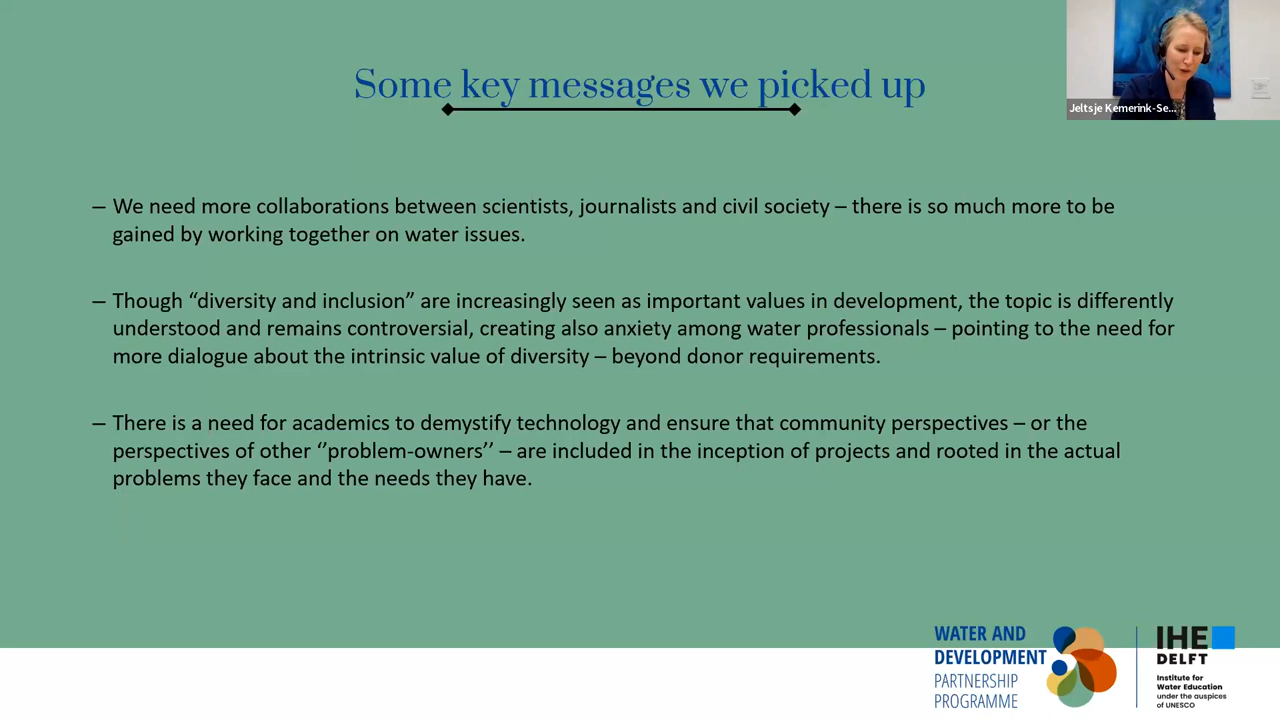 Some key messages we picked up
Jeltsje Kemerink-Se...
– We need more collaborations between scientists, journalists and civil society – there is so much more to be
gained by working together on water issues.
– Though “diversity and inclusion” are increasingly seen as important values in development, the topic is differently
understood and remains controversial, creating also anxiety among water professionals – pointing to the need for
more dialogue about the intrinsic value of diversity – beyond donor requirements.
– There is a need for academics to demystify technology and ensure that community perspectives – or the
perspectives of other ‘’problem-owners’’ – are included in the inception of projects and rooted in the actual
problems they face and the needs they have.
WATER AND
DEVELOPMENT
PARTNERSHIP
PROGRAMME
IHE
DELFT
Institute for
Water Education
under the auspices
of UNESCO